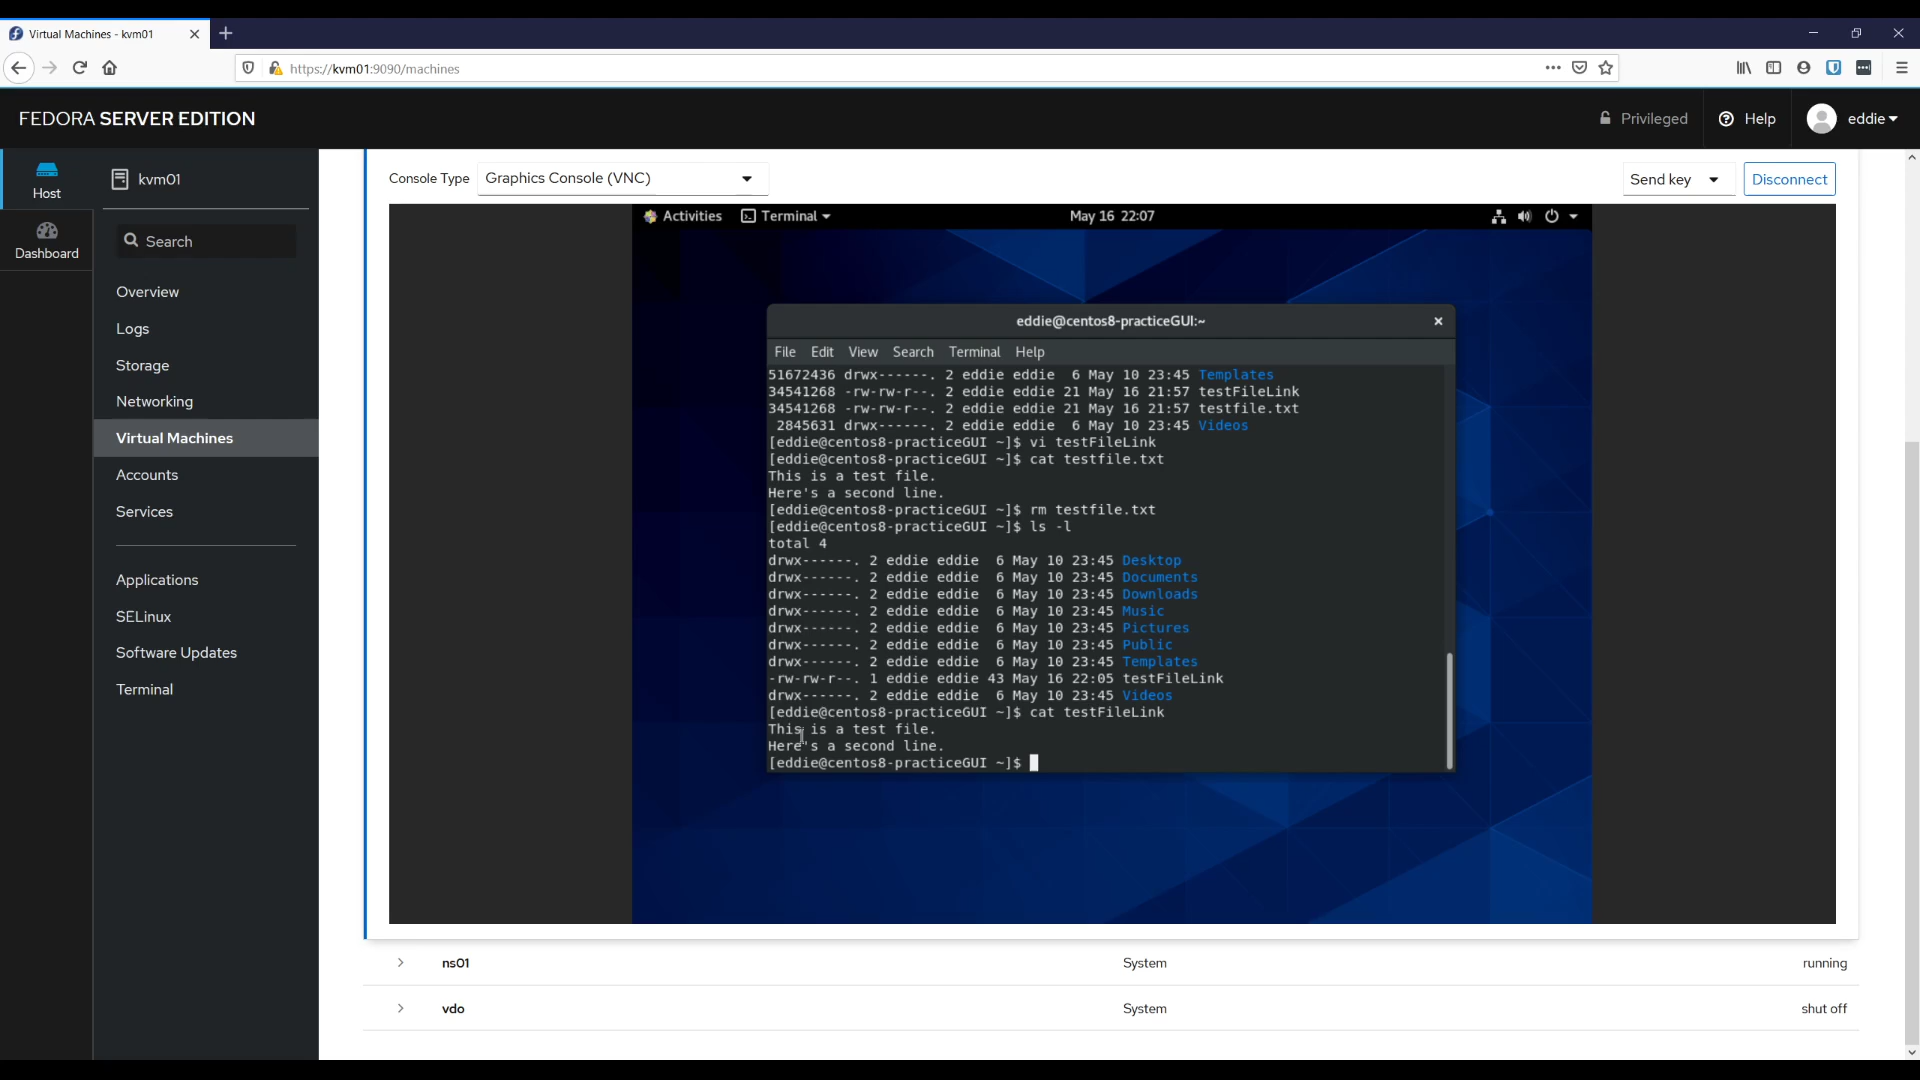 Virtual Machines - kvm01
https://kvm01:9090/machines
FEDORA SERVER EDITION
Privileged
Help
eddie
Host
Dashboard
kvm01
Search
Overview
Logs
Storage
Networking
Virtual Machines
Accounts
Services
Applications
SELinux
Software Updates
Terminal
Console Type
Graphics Console (VNC)
Send key
Disconnect
Activities
Terminal
May 16 22:07
eddie@centos8-practiceGUI:~
File Edit View Search Terminal Help
51672436 drwx------. 2 eddie eddie  6 May 10 23:45 Templates
34541268 -rw-rw-r--. 2 eddie eddie 21 May 16 21:57 testFileLink
34541268 -rw-rw-r--. 2 eddie eddie 21 May 16 21:57 testfile.txt
 2845631 drwx------. 2 eddie eddie  6 May 10 23:45 Videos
[eddie@centos8-practiceGUI ~]$ vi testFileLink
[eddie@centos8-practiceGUI ~]$ cat testfile.txt
This is a test file.
Here's a second line.
[eddie@centos8-practiceGUI ~]$ rm testfile.txt
[eddie@centos8-practiceGUI ~]$ ls -l
total 4
drwx------. 2 eddie eddie  6 May 10 23:45 Desktop
drwx------. 2 eddie eddie  6 May 10 23:45 Documents
drwx------. 2 eddie eddie  6 May 10 23:45 Downloads
drwx------. 2 eddie eddie  6 May 10 23:45 Music
drwx------. 2 eddie eddie  6 May 10 23:45 Pictures
drwx------. 2 eddie eddie  6 May 10 23:45 Public
drwx------. 2 eddie eddie  6 May 10 23:45 Templates
-rw-rw-r--. 1 eddie eddie 43 May 16 22:05 testFileLink
drwx------. 2 eddie eddie  6 May 10 23:45 Videos
[eddie@centos8-practiceGUI ~]$ cat testFileLink
This is a test file.
Here's a second line.
[eddie@centos8-practiceGUI ~]$
ns01 System running
vdo System shut off